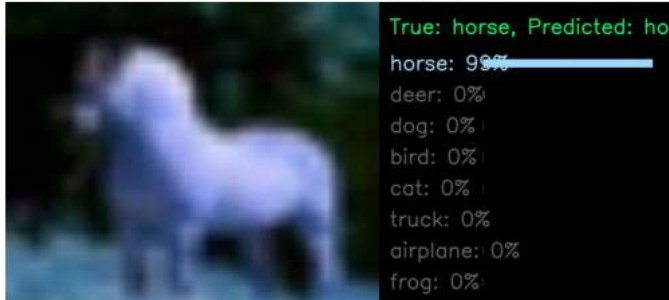 True: horse, Predicted: ho
horse: 99%
deer: 0%
dog: 0%
bird: 0%
cat: 0%
truck: 0%
airplane: 0%
frog: 0%